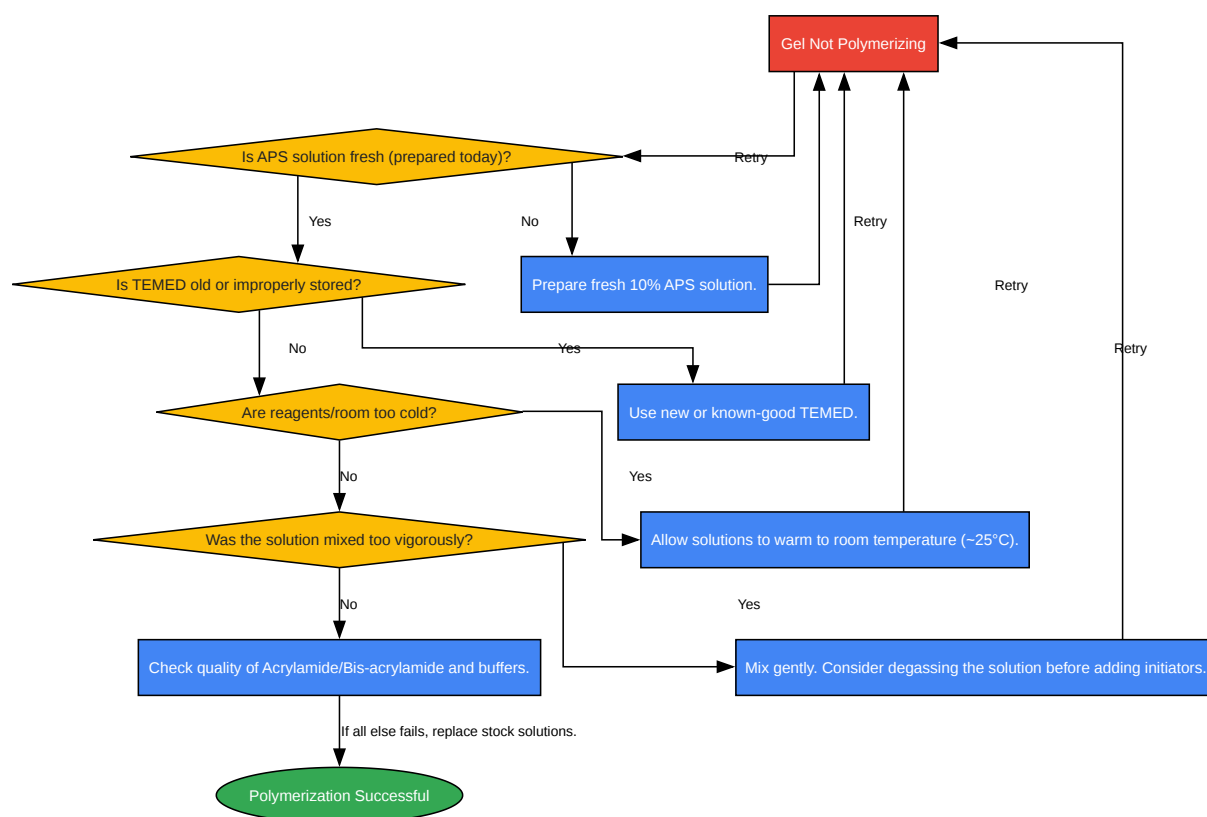 Gel Not Polymerizing
Is APS solution fresh (prepared today)?
Retry
Yes
No
Retry
Is TEMED old or improperly stored?
Prepare fresh 10% APS solution.
Retry
No
Yes
Retry
Are reagents/room too cold?
Use new or known-good TEMED.
No
Yes
Was the solution mixed too vigorously?
Allow solutions to warm to room temperature (~25°C).
No
Yes
Check quality of Acrylamide/Bis-acrylamide and buffers.
Mix gently. Consider degassing the solution before adding initiators.
If all else fails, replace stock solutions.
Polymerization Successful